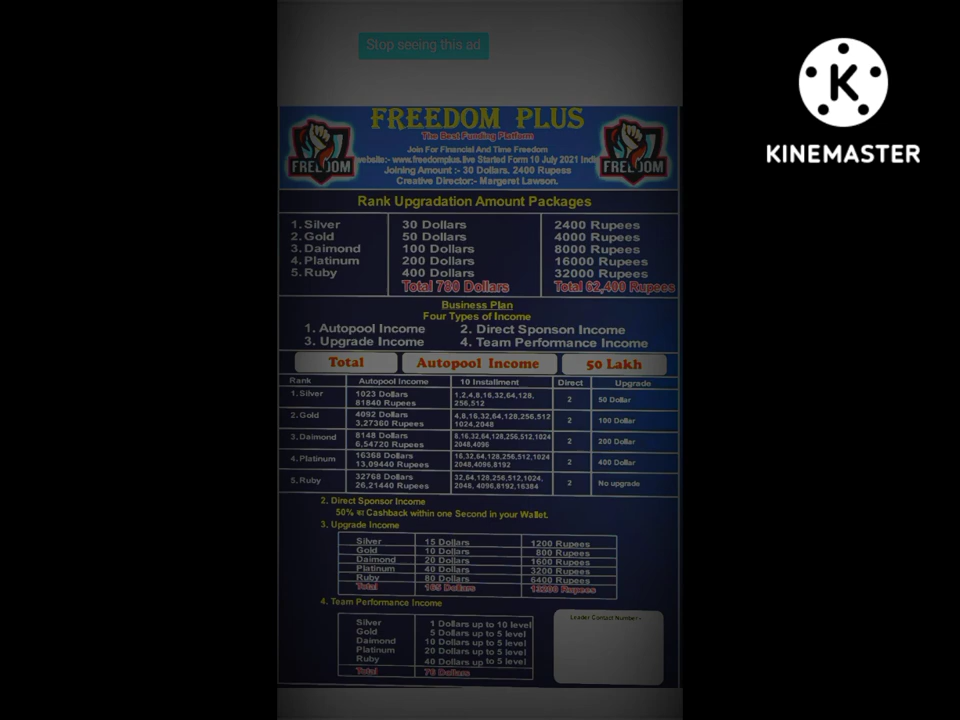 Stop seeing this ad
K
KINEMASTER
FREEDOM PLUS
The Best Funding Platform
Join For Financial And Time Freedom
FREEDOM
FREEDOM
website:- www.freedomplus.live Started Form 10 July 2021
Joining Amount :- 30 Dollars. 2400 Rupess
Creative Director:- Margeret Lawson.
Rank Upgradation Amount Packages
1. Silver 30 Dollars 2400 Rupees
2. Gold 50 Dollars 4000 Rupees
3. Daimond 100 Dollars 8000 Rupees
4. Platinum 200 Dollars 16000 Rupees
5. Ruby 400 Dollars 32000 Rupees
Total 780 Dollars Total 62,400 Rupees
Business Plan
Four Types of Income
1. Autopool Income 2. Direct Sponson Income
3. Upgrade Income 4. Team Performance Income
Total Autopool Income 50 Lakh
Rank Autopool Income 10 Installment Direct Upgrade
1. Silver 1023 Dollars 1,2,4,8,16,32,64,128, 2 50 Dollar
81840 Rupees 256,512
2. Gold 4092 Dollars 4,8,16,32,64,128,256,512 2 100 Dollar
3,27360 Rupees 1024,2048
3. Daimond 8148 Dollars 8,16,32,64,128,256,512,1024 2 200 Dollar
6,54720 Rupees 2048,4096
4. Platinum 16368 Dollars 16,32,64,128,256,512,1024 2 400 Dollar
13,09440 Rupees 2048,4096,8192
5. Ruby 32768 Dollars 32,64,128,256,512,1024, 2 No upgrade
26,21440 Rupees 2048, 4096,8192,16384
2. Direct Sponsor Income
50% का Cashback within one Second in your Wallet.
3. Upgrade Income
Silver 15 Dollars 1200 Rupees
Gold 10 Dollars 800 Rupees
Daimond 20 Dollars 1600 Rupees
Platinum 40 Dollars 3200 Rupees
Ruby 80 Dollars 6400 Rupees
Total 165 Dollars 13200 Rupees
4. Team Performance Income
Leader Contact Number:-
Silver 1 Dollars up to 10 level
Gold 5 Dollars up to 5 level
Daimond 10 Dollars up to 5 level
Platinum 20 Dollars up to 5 level
Ruby 40 Dollars up to 5 level
Total 76 Dollars